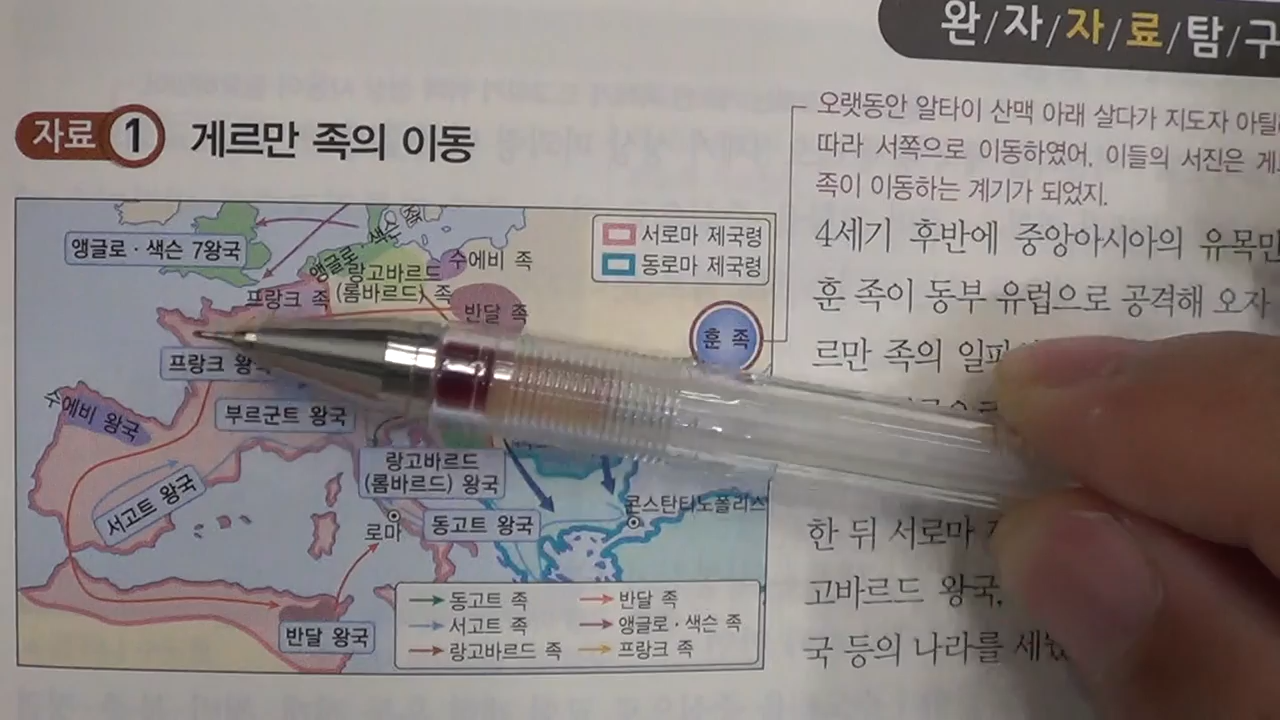 완/자/자/료/탐/구
자료 1 게르만 족의 이동
오랫동안 알타이 산맥 아래 살다가 지도자
따라 서쪽으로 이동하였어. 이들의 서진은
족이 이동하는 계기가 되었지.
4세기 후반에 중앙아시아의
훈 족이 동부 유럽으로 공격해 오자
르만 족의
한 뒤 서로마
고바르드 왕국,
국 등의 나라를
서로마 제국령
동로마 제국령
앵글로·색슨 7왕국
앵글로 색슨 족
수에비 족
랑고바르드
(롬바르드) 족
프랑크 족
반달 족
훈 족
프랑크
부르군트 왕국
수에비 왕국
서고트 왕국
랑고바르드
(롬바르드) 왕국
로마
동고트 왕국
콘스탄티노폴리스
반달 왕국
동고트 족
서고트 족
랑고바르드 족
반달 족
앵글로·색슨 족
프랑크 족